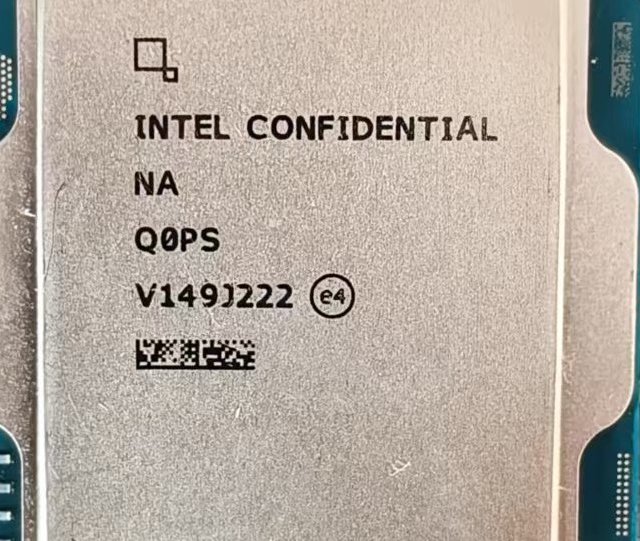 INTEL CONFIDENTIAL
NA
Q0PS
V149J222 e4